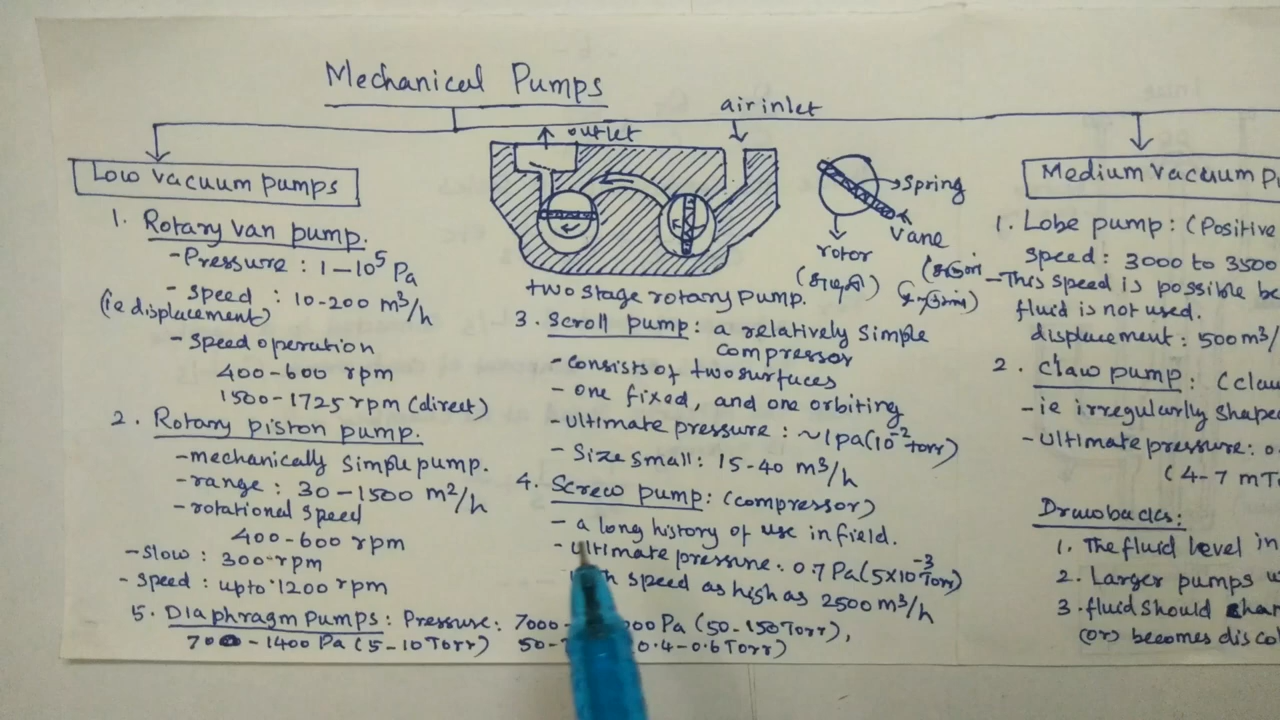 Mechanical Pumps
Low vacuum pumps
1. Rotary van pump.
- Pressure : 1-10⁵ Pa
- speed : 10-200 m³/h
(ie displacement)
- speed operation
400-600 rpm
1500-1725 rpm (direct)
2. Rotary piston pump.
- mechanically simple pump.
- range : 30-1500 m²/h
- rotational speed
400-600 rpm
- slow : 300 rpm
- speed : upto 1200 rpm
5. Diaphragm pumps : Pressure : 7000 - 00 Pa (50-150 Torr),
700 - 1400 Pa (5-10 Torr) 50- 0.4-0.6 Torr)
air inlet
outlet
spring
vane
rotor
(சுழலி)
two stage rotary pump.
3. Scroll pump : a relatively simple
compressor
- consists of two surfaces
- one fixed, and one orbiting
- ultimate pressure : ~1 pa (10⁻² torr)
- Size small : 15-40 m³/h
4. Screw pump : (compressor)
- a long history of use in field.
- ultimate pressure : 0.7 Pa (5×10⁻³ Torr)
speed as high as 2500 m³/h
Medium vacuum
1. Lobe pump : (Positive
speed : 3000 to 3500
- This speed is possible be
fluid is not used.
displacement : 500 m³/
2. claw pump : (claw
- ie irregularly shape
- ultimate pressure : 0.
(4-7 mT
Drawbacks :
1. The fluid level in
2. Larger pumps
3. fluid should shar
(or) becomes disco